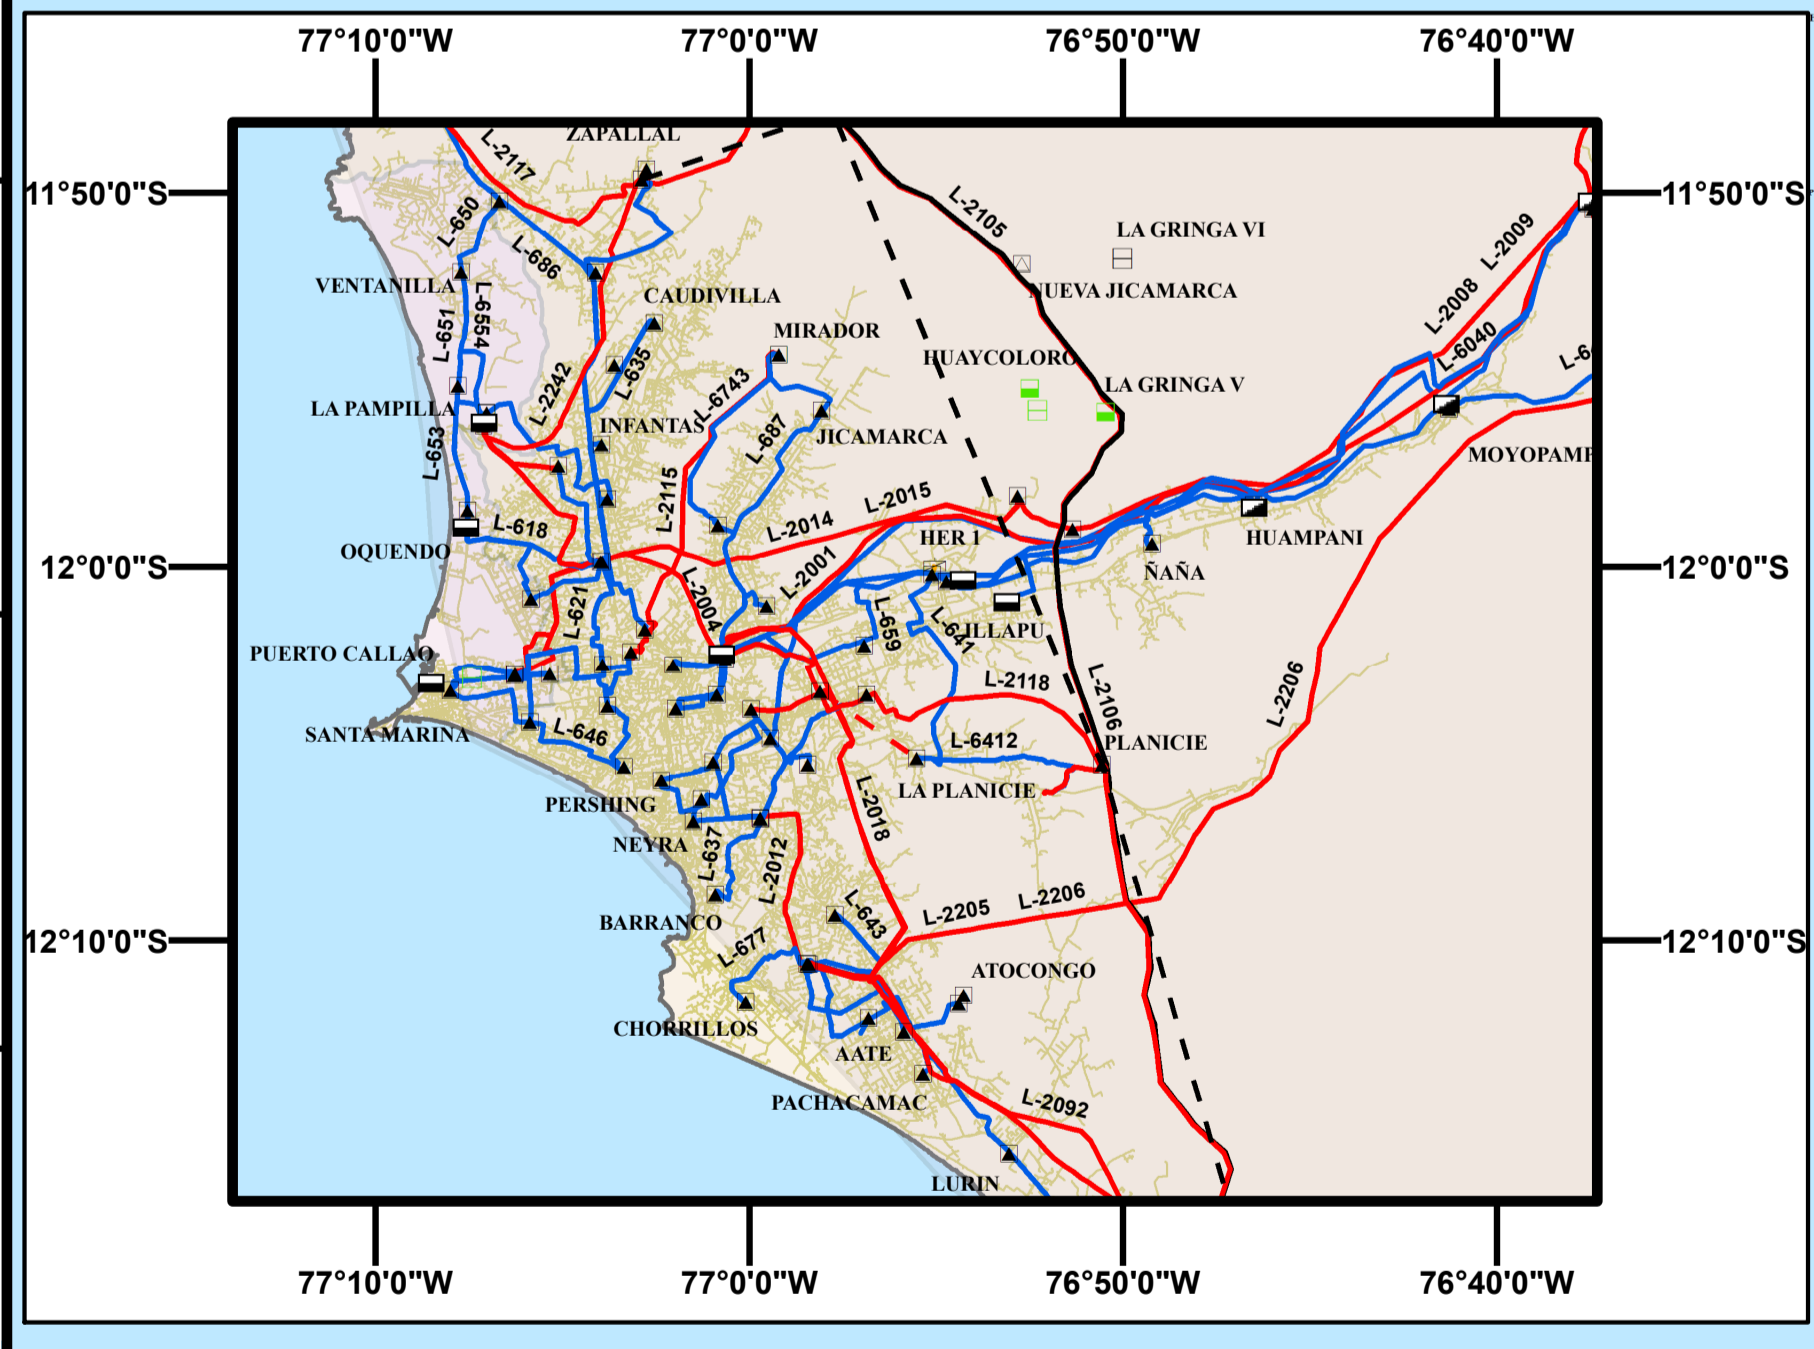 77°10'0"W
77°0'0"W
76°50'0"W
76°40'0"W
ZAPALLAL
L-2117
11°50'0"S
11°50'0"S
L-2105
L-650
LA GRINGA VI
L-2009
L-686
VENTANILLA
NUEVA JICAMARCA
CAUDIVILLA
L-2008
L-651
L-6554
MIRADOR
L-6040
HUAYCOLORO
L-635
LA GRINGA V
L-2242
L-6743
LA PAMPILLA
INFANTAS
L-687
JICAMARCA
L-653
MOYOPAMP
L-2115
L-2015
L-618
L-2014
HER 1
HUAMPANI
OQUENDO
12°0'0"S
12°0'0"S
L-2001
ÑAÑA
L-621
L-2004
L-659
L-641
ILLAPU
PUERTO CALLAO
L-2118
L-2106
L-2206
SANTA MARINA
L-646
L-6412
PLANICIE
LA PLANICIE
PERSHING
L-2018
NEYRA
L-637
L-2012
BARRANCO
L-643
L-2205
L-2206
12°10'0"S
12°10'0"S
L-677
ATOCONGO
CHORRILLOS
AATE
PACHACAMAC
L-2092
LURIN
77°10'0"W
77°0'0"W
76°50'0"W
76°40'0"W